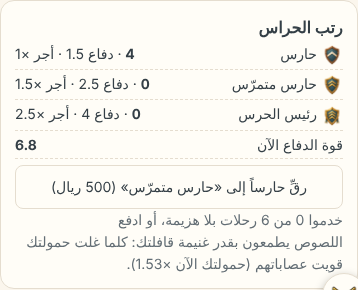 رتب الحراس
حارس 4 · دفاع 1.5 · أجر ×1
حارس متمرّس 0 · دفاع 2.5 · أجر ×1.5
رئيس الحرس 0 · دفاع 4 · أجر ×2.5
قوة الدفاع الآن 6.8
رقِّ حارساً إلى «حارس متمرّس» (500 ريال)
خدموا 0 من 6 رحلات بلا هزيمة، أو ادفع
اللصوص يطمعون بقدر غنيمة قافلتك: كلما غلت حمولتك
قويت عصاباتهم (حمولتك الآن ×1.53).